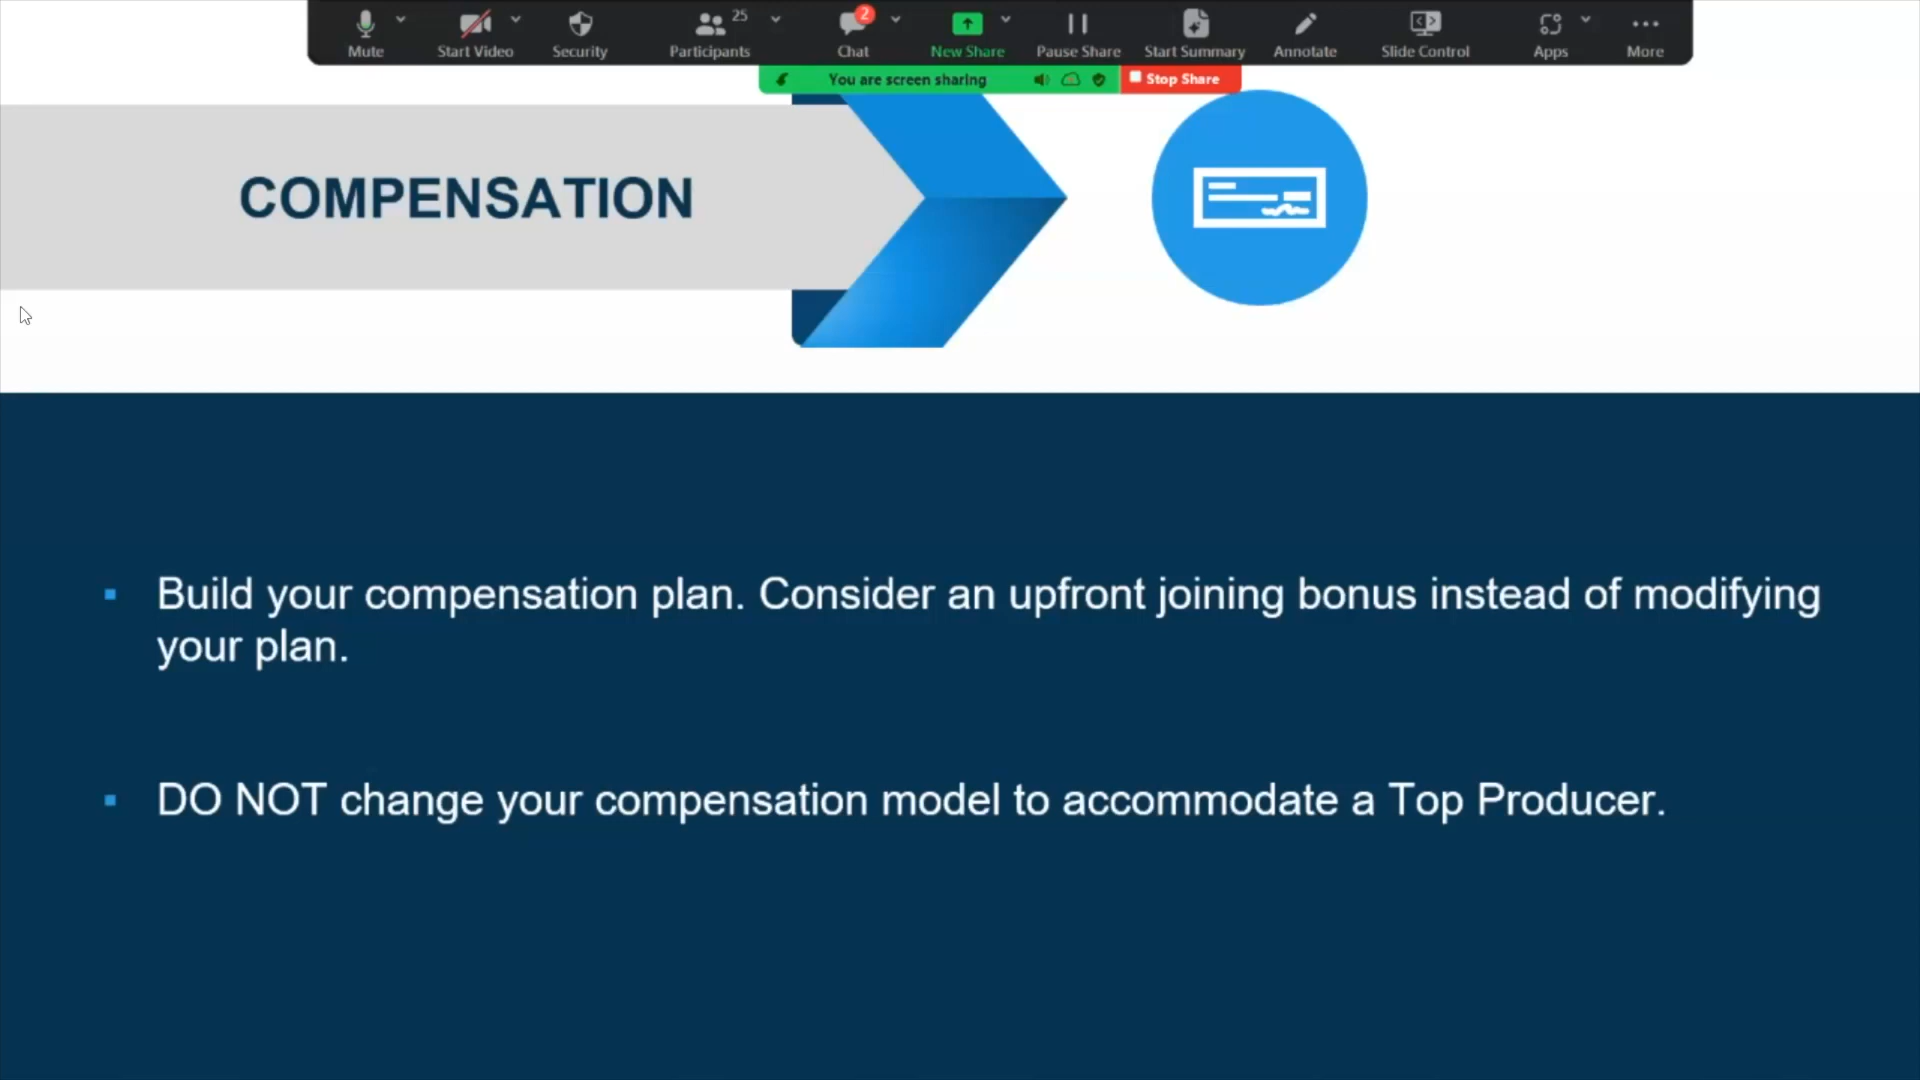 Mute
Start Video
Security
Participants
25
Chat
2
New Share
Pause Share
Start Summary
Annotate
Slide Control
Apps
More
You are screen sharing
Stop Share
COMPENSATION
Build your compensation plan. Consider an upfront joining bonus instead of modifying
your plan.
DO NOT change your compensation model to accommodate a Top Producer.